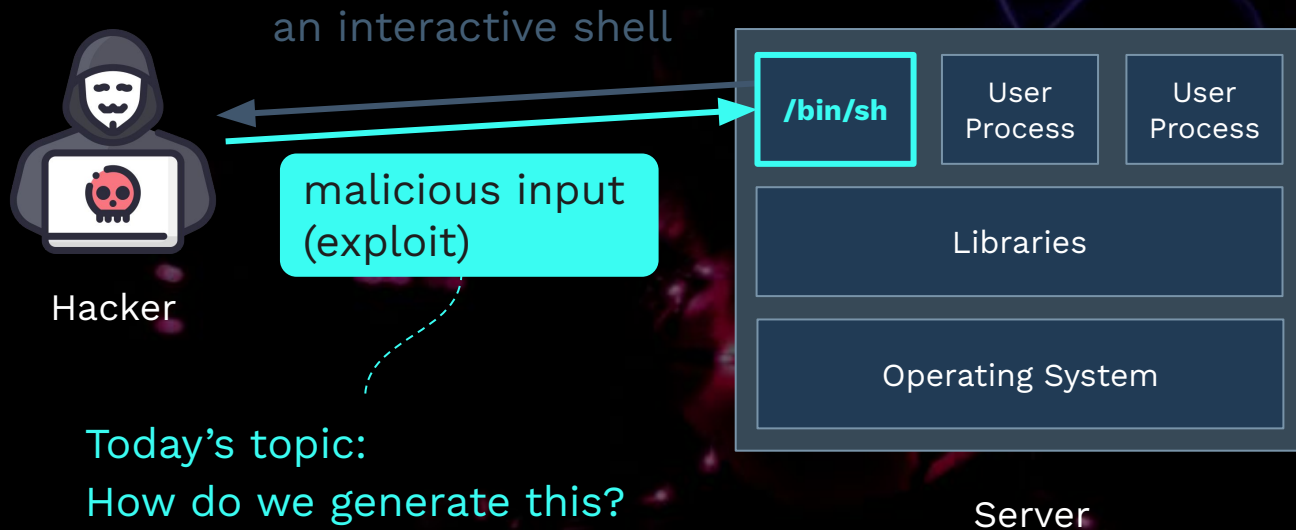 an interactive shell
/bin/sh
User
Process
User
Process
malicious input
(exploit)
Libraries
Hacker
Operating System
Today’s topic:
How do we generate this?
Server